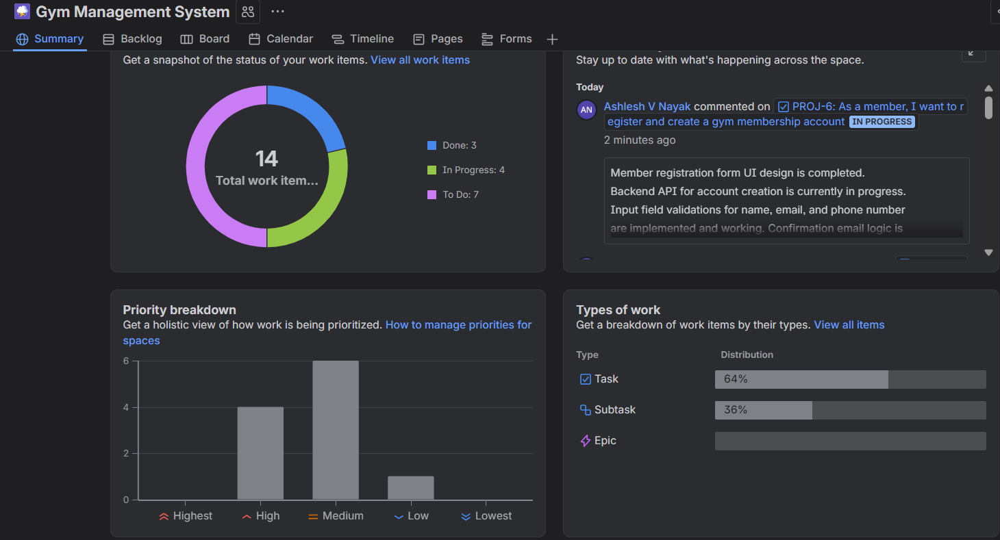 Gym Management System
Summary
Backlog
Board
Calendar
Timeline
Pages
Forms
Get a snapshot of the status of your work items. View all work items
14
Total work item...
Done: 3
In Progress: 4
To Do: 7
Stay up to date with what's happening across the space.
Today
AN
Ashlesh V Nayak commented on PROJ-6: As a member, I want to r
egister and create a gym membership account IN PROGRESS
2 minutes ago
Member registration form UI design is completed.
Backend API for account creation is currently in progress.
Input field validations for name, email, and phone number
are implemented and working. Confirmation email logic is
Priority breakdown
Get a holistic view of how work is being prioritized. How to manage priorities for
spaces
6
4
2
0
Highest
High
Medium
Low
Lowest
Types of work
Get a breakdown of work items by their types. View all items
Type
Distribution
Task
64%
Subtask
36%
Epic